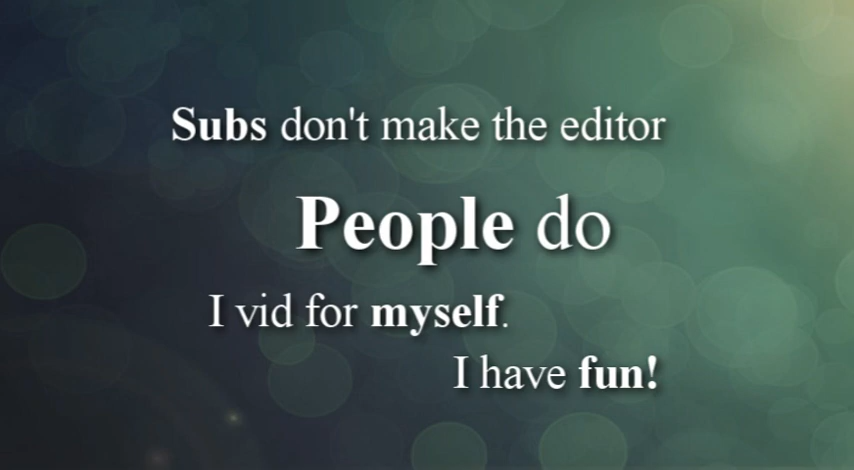 Subs don't make the editor
People do
I vid for myself.
I have fun!